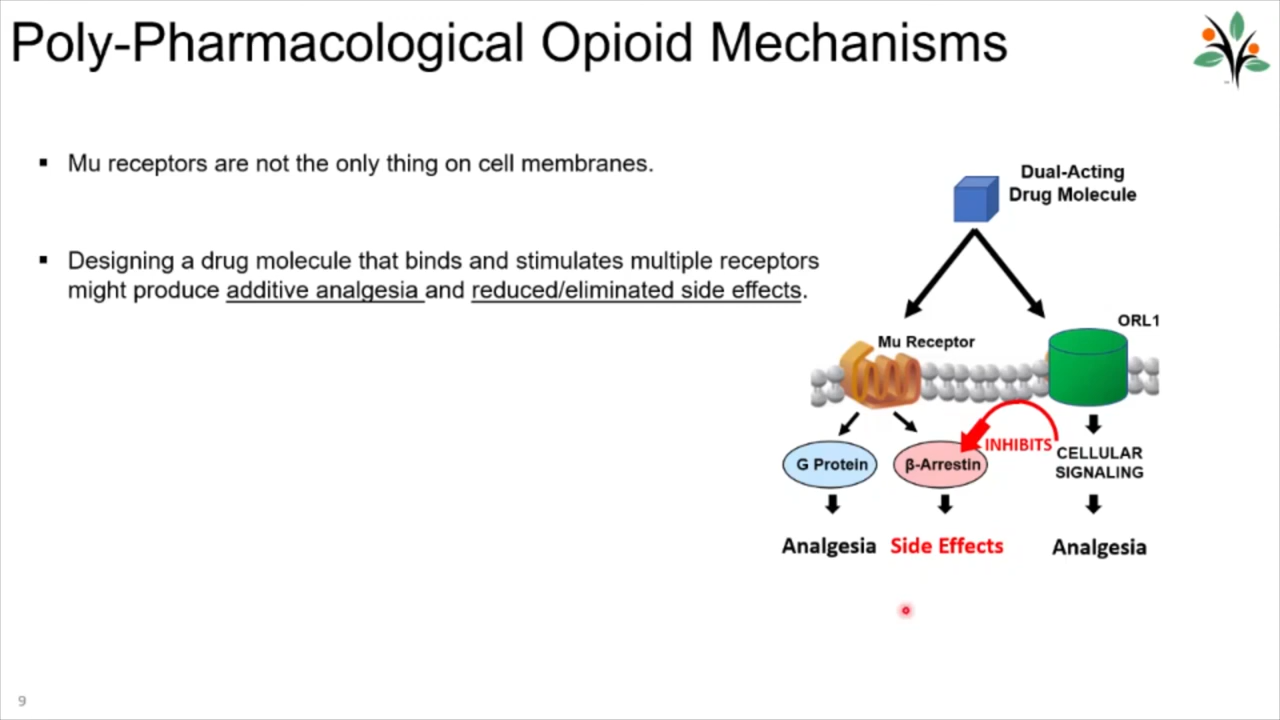 Poly-Pharmacological Opioid Mechanisms
▪ Mu receptors are not the only thing on cell membranes.
▪ Designing a drug molecule that binds and stimulates multiple receptors
might produce additive analgesia and reduced/eliminated side effects.
Dual-Acting
Drug Molecule
ORL1
Mu Receptor
INHIBITS
G Protein
β-Arrestin
CELLULAR
SIGNALING
Analgesia
Side Effects
Analgesia
9